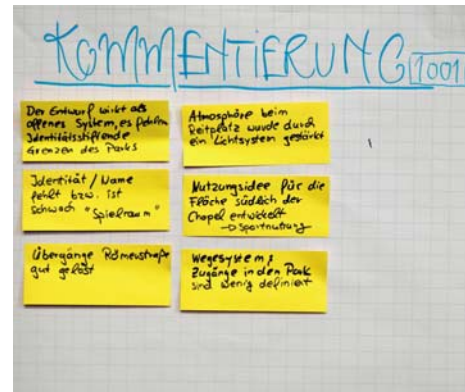 KOMMENTIERUNG 1001
Der Entwurf wirkt als
offenes System, es fehlen
Identitätsstiftende
Grenzen des Parks
Identität / Name
fehlt bzw. ist
schwach "Spielraum"
Übergänge Römerstraße
gut gelöst
Atmosphäre beim
Reitplatz wurde durch
ein Lichtsystem gestärkt
Nutzungsidee für die
Fläche südlich der
Chapel entwickelt
→ Sportnutzung
Wegesystem &
Zugänge in den Park
sind wenig definiert